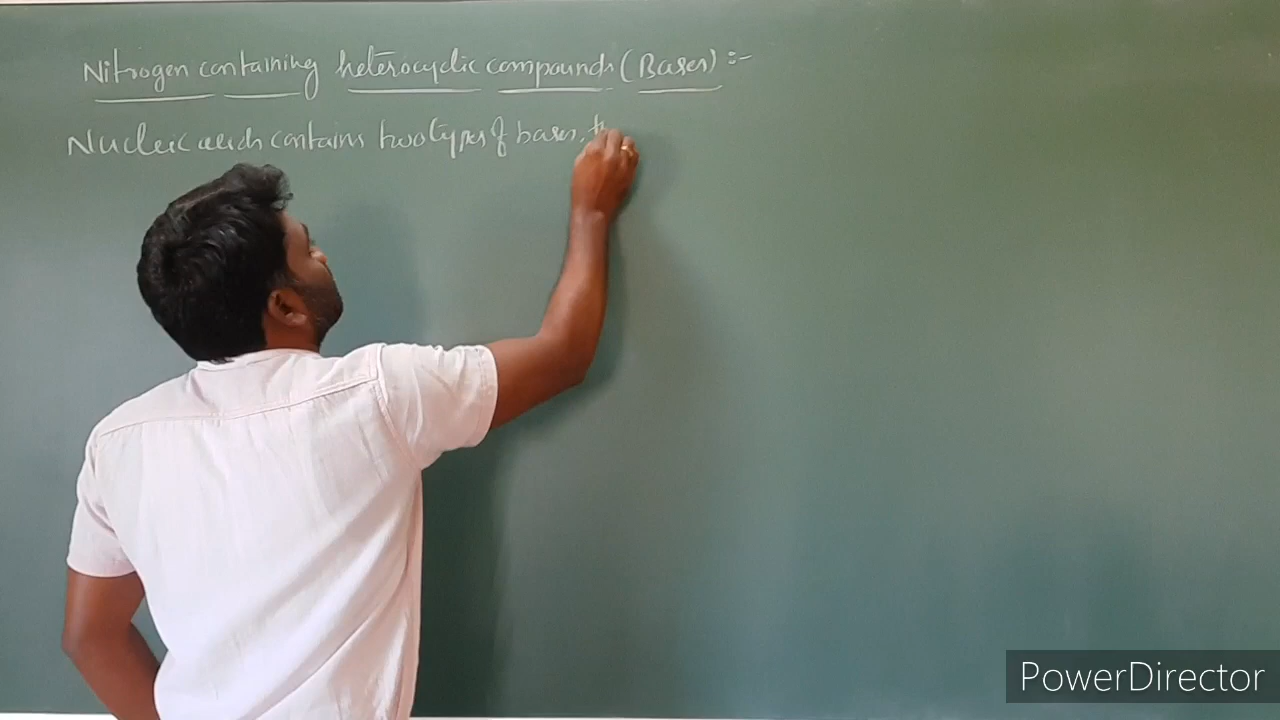 Nitrogen containing heterocyclic compounds (Bases) :-
Nucleic acids contains two types of bases.
PowerDirector